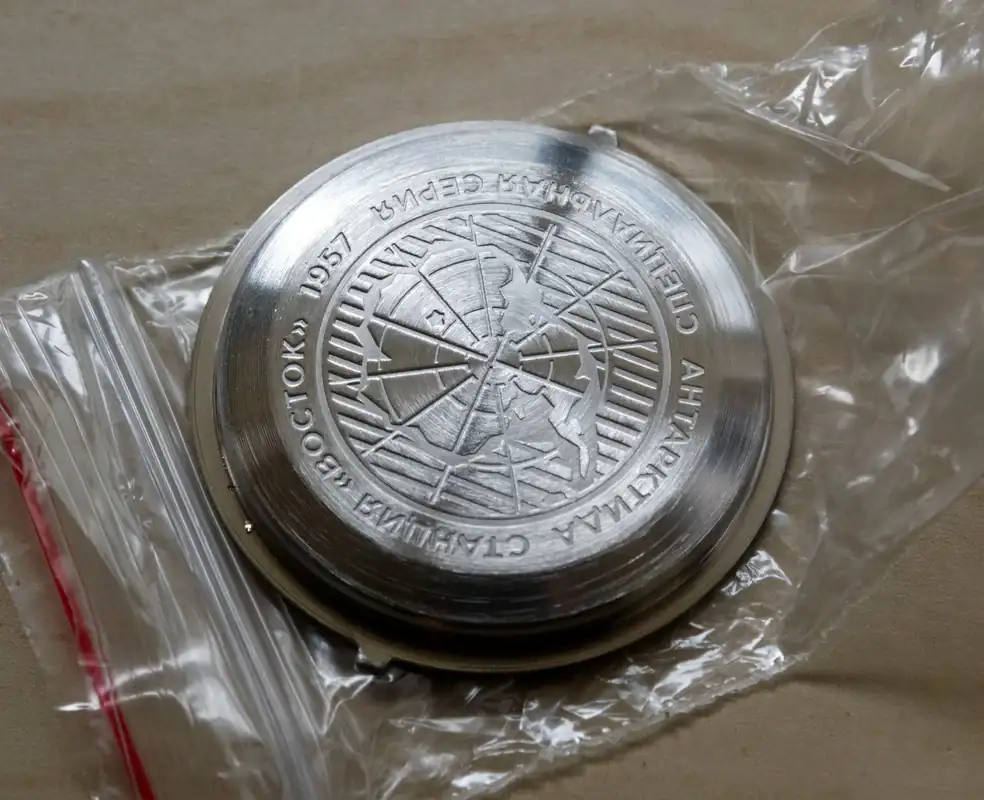 АНТАРКТИДА СТАНЦИЯ «ВОСТОК» 1957
СПЕЦИАЛЬНАЯ СЕРИЯ